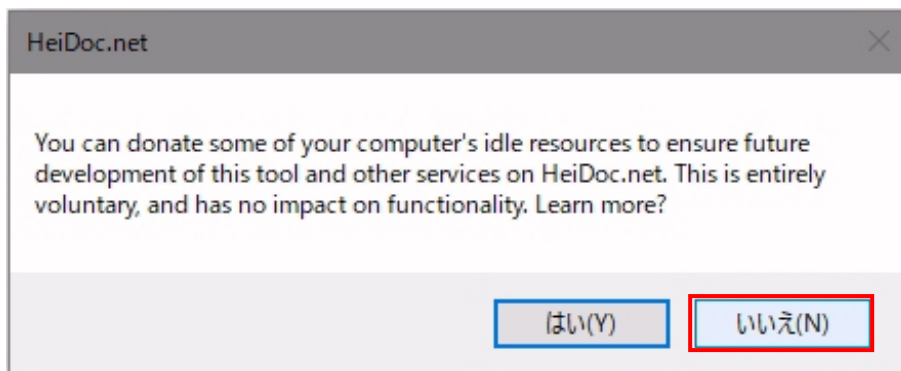 HeiDoc.net
You can donate some of your computer's idle resources to ensure future
development of this tool and other services on HeiDoc.net. This is entirely
voluntary, and has no impact on functionality. Learn more?
はい(Y) いいえ(N)